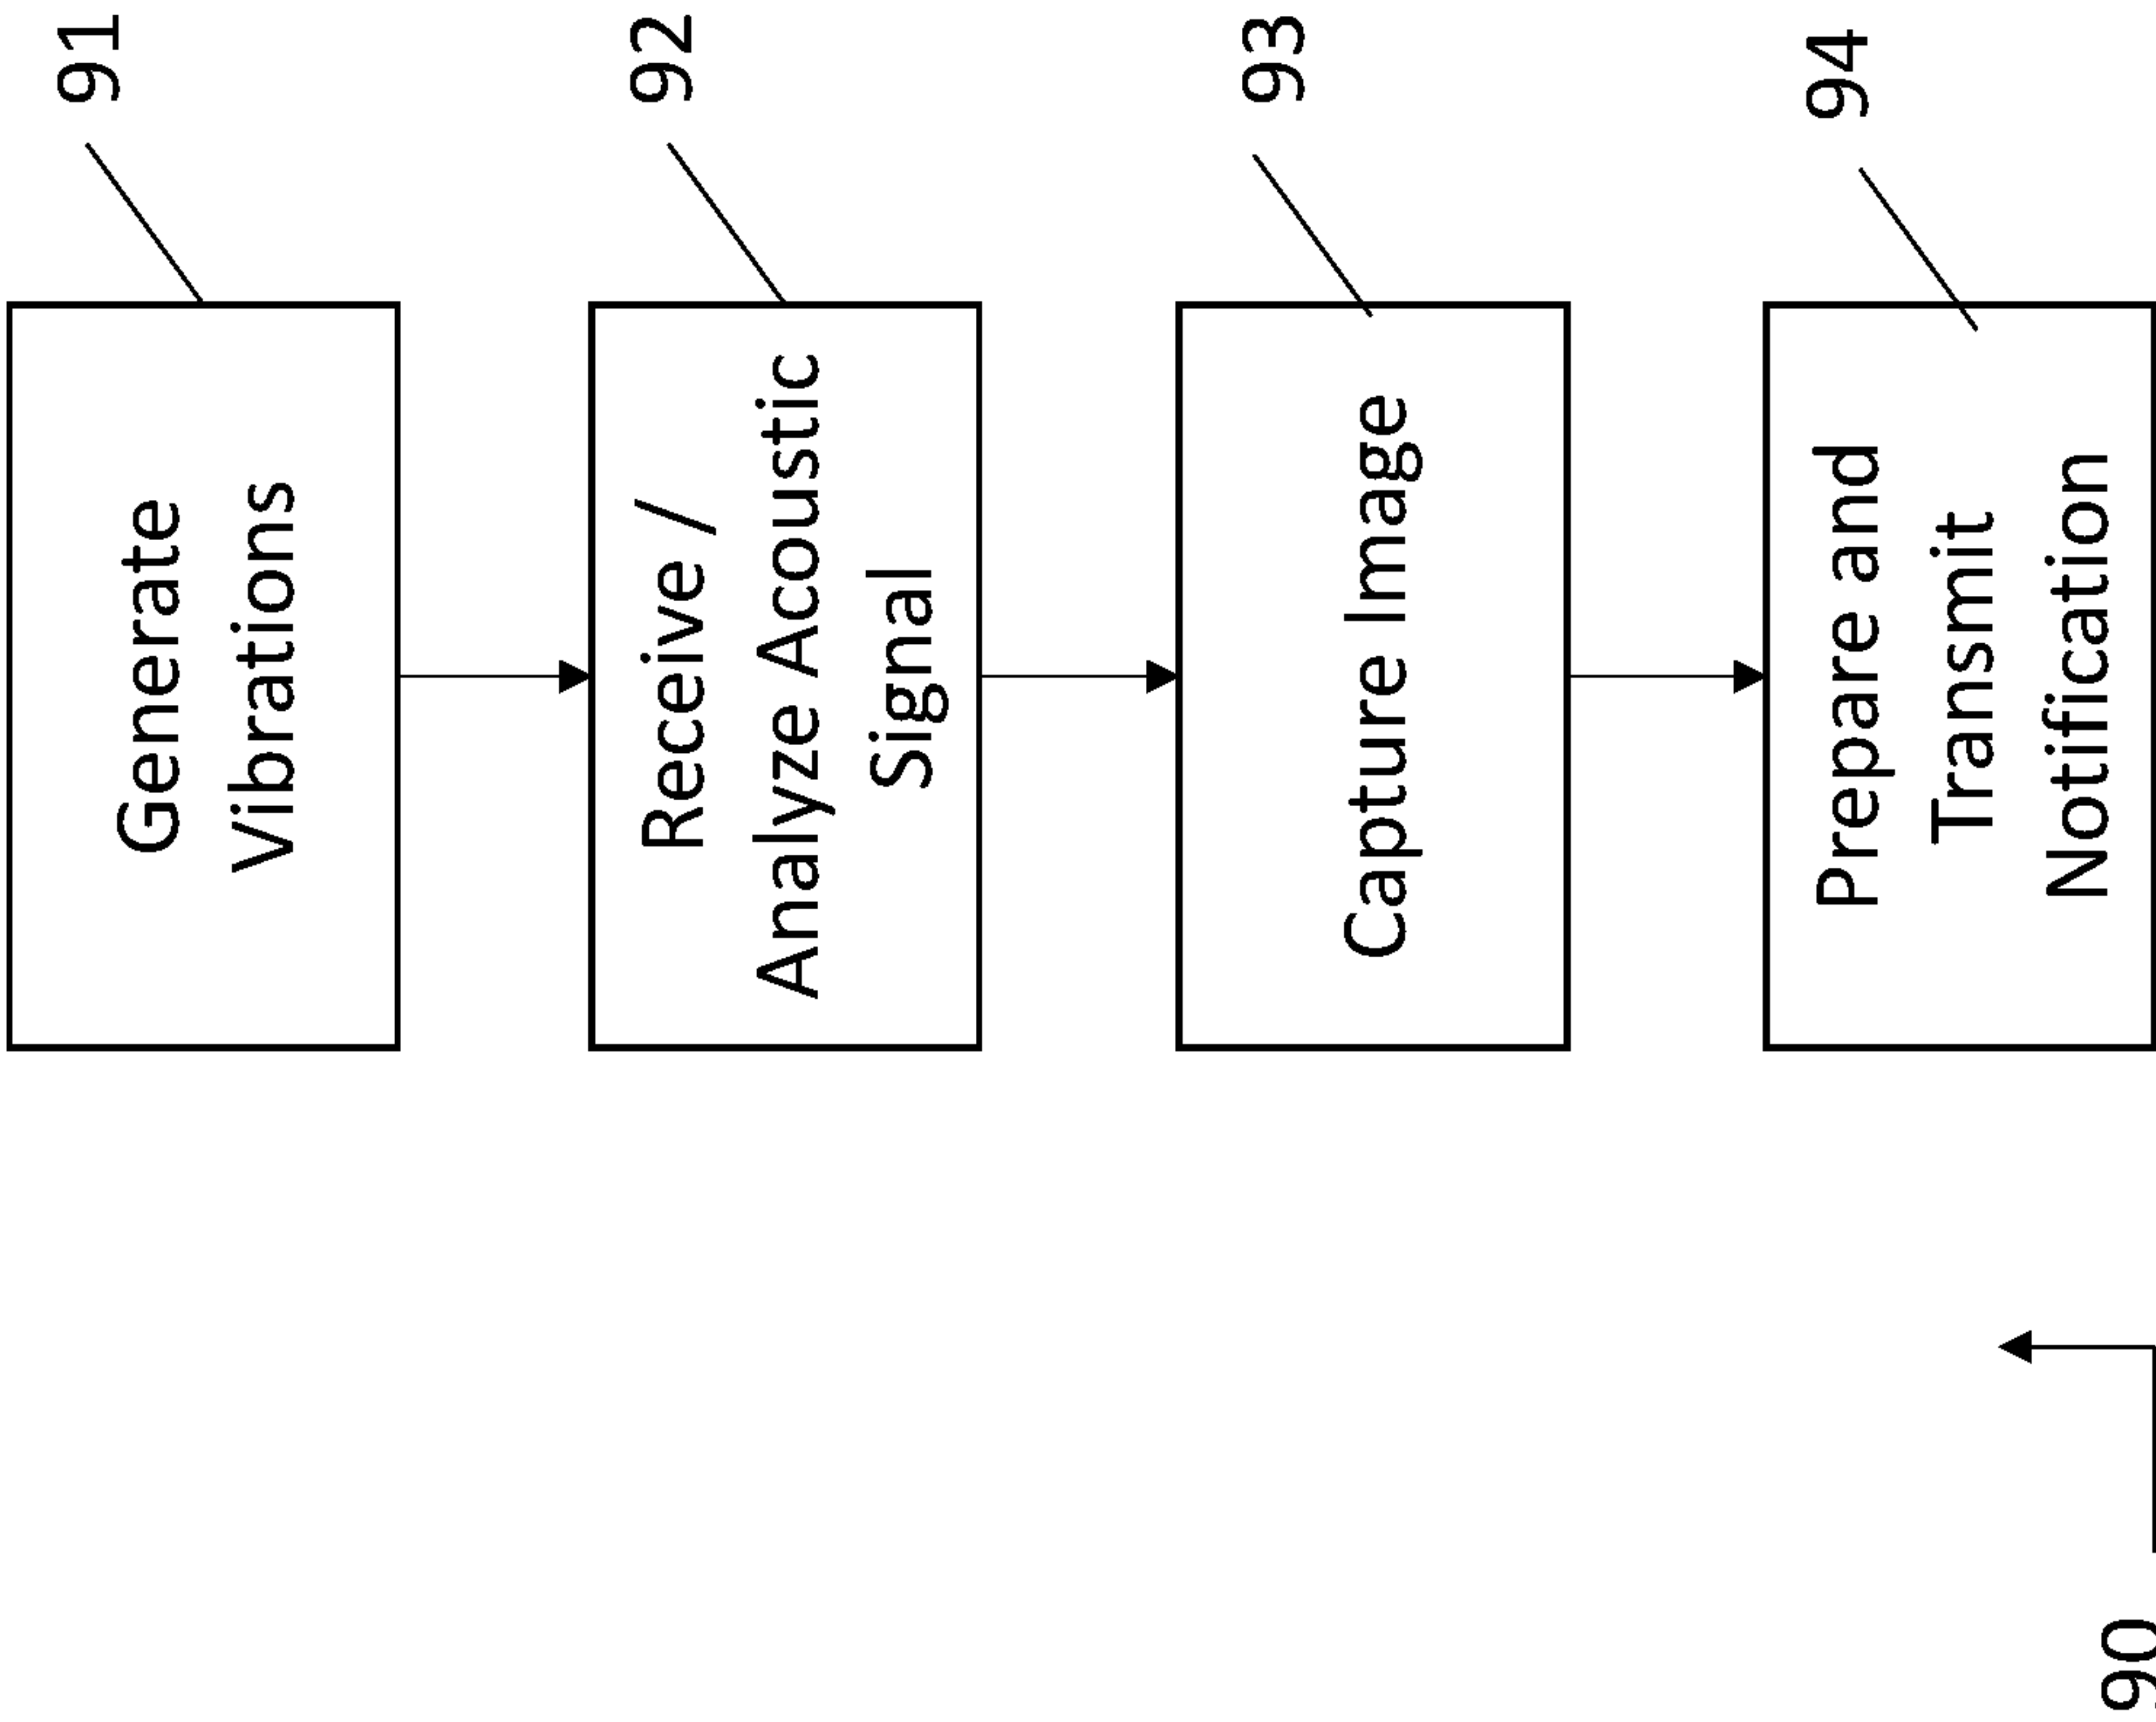 Generate
Vibrations
91
Receive /
Analyze Acoustic
Signal
92
Capture Image
93
Prepare and
Transmit
Notification
94
90